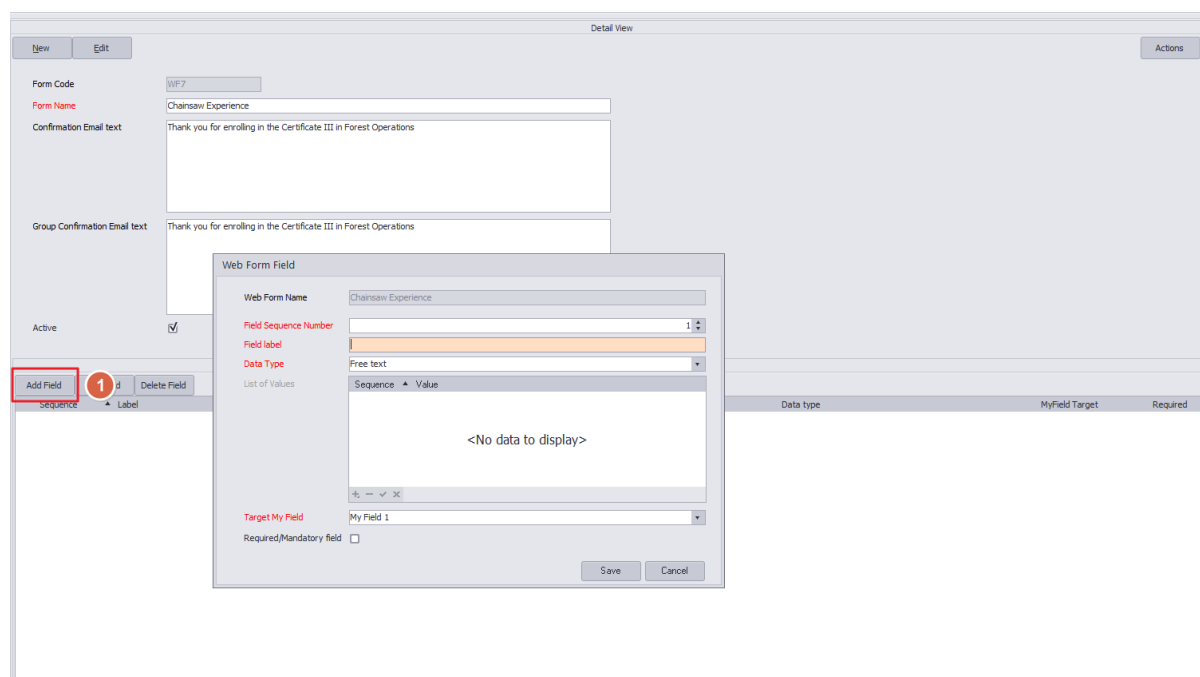 Detail View
New Edit Actions
Form Code WF7
Form Name Chainsaw Experience
Confirmation Email text Thank you for enrolling in the Certificate III in Forest Operations
Group Confirmation Email text Thank you for enrolling in the Certificate III in Forest Operations
Active
Web Form Field
Web Form Name Chainsaw Experience
Field Sequence Number 1
Field label
Data Type Free text
List of Values Sequence Value
<No data to display>
Target My Field My Field 1
Required/Mandatory field
Save Cancel
Add Field 1 d Delete Field
Sequence Label Data type MyField Target Required